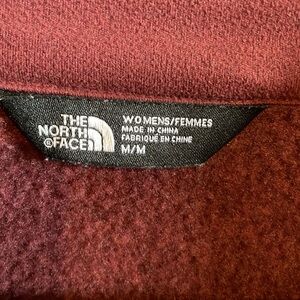 THE
NORTH
©FACE
WOMENS/FEMMES
MADE IN CHINA
FABRIQUÉ EN CHINE
M/M